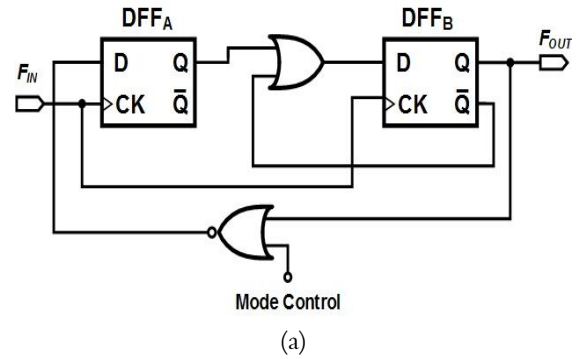 DFFA DFFB
FIN D Q D Q FOUT
CK Q̅ CK Q̅
Mode Control
(a)